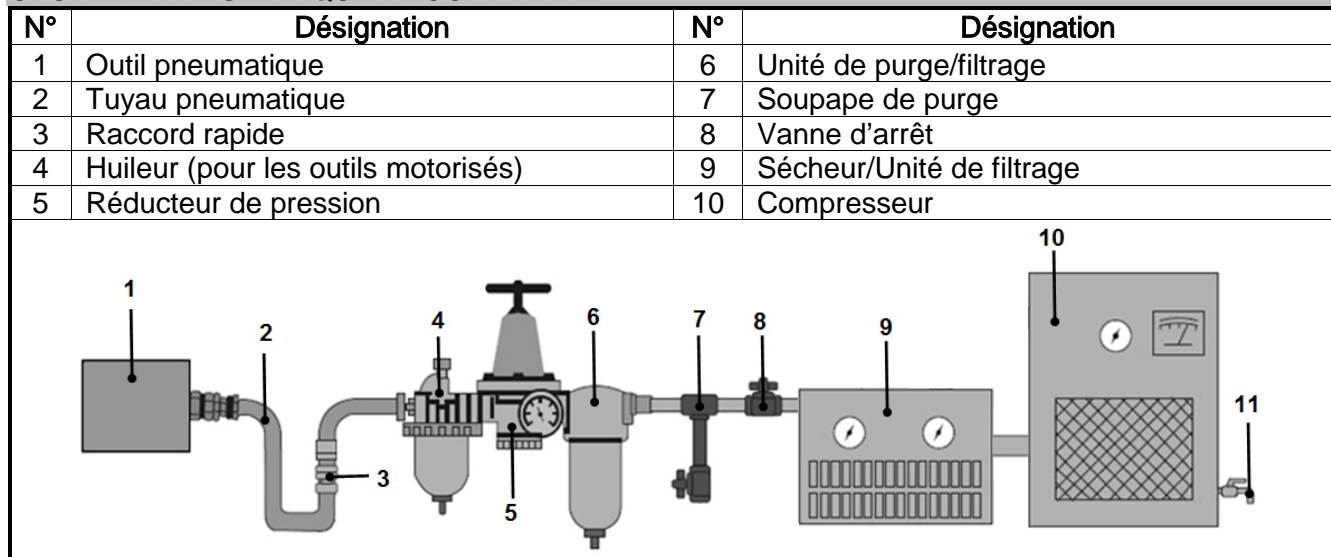 N° Désignation N° Désignation
1 Outil pneumatique 6 Unité de purge/filtrage
2 Tuyau pneumatique 7 Soupape de purge
3 Raccord rapide 8 Vanne d'arrêt
4 Huileur (pour les outils motorisés) 9 Sécheur/Unité de filtrage
5 Réducteur de pression 10 Compresseur
10
1
2
4
6
7
8
9
11
3
5